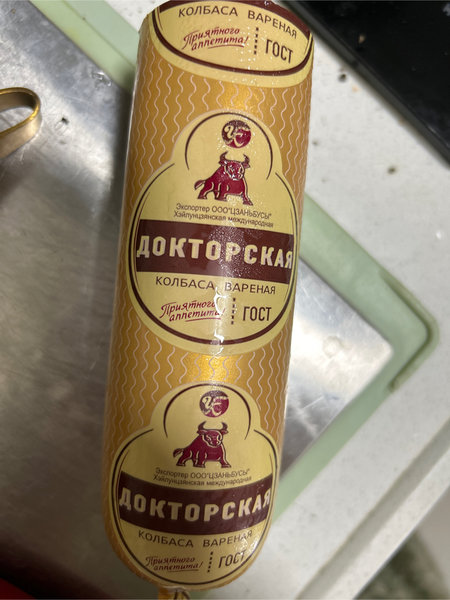 КОЛБАСА ВАРЕНАЯ
Приятного аппетита!
ГОСТ
Экспортер ООО"ЦЗАНЬБУСЫ"
Хэйлунцзянская международная
ДОКТОРСКАЯ
КОЛБАСА ВАРЕНАЯ
Приятного аппетита!
ГОСТ
Экспортер ООО"ЦЗАНЬБУСЫ"
Хэйлунцзянская международная
ДОКТОРСКАЯ
КОЛБАСА ВАРЕНАЯ
Приятного аппетита!
ГОСТ